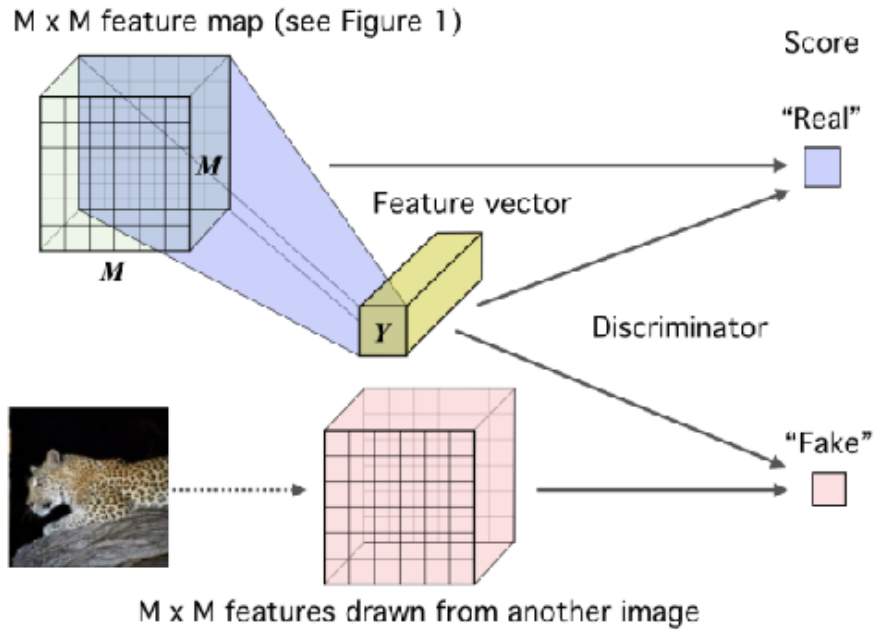 M x M feature map (see Figure 1)
Score
"Real"
M
Feature vector
M
Y
Discriminator
"Fake"
M x M features drawn from another image